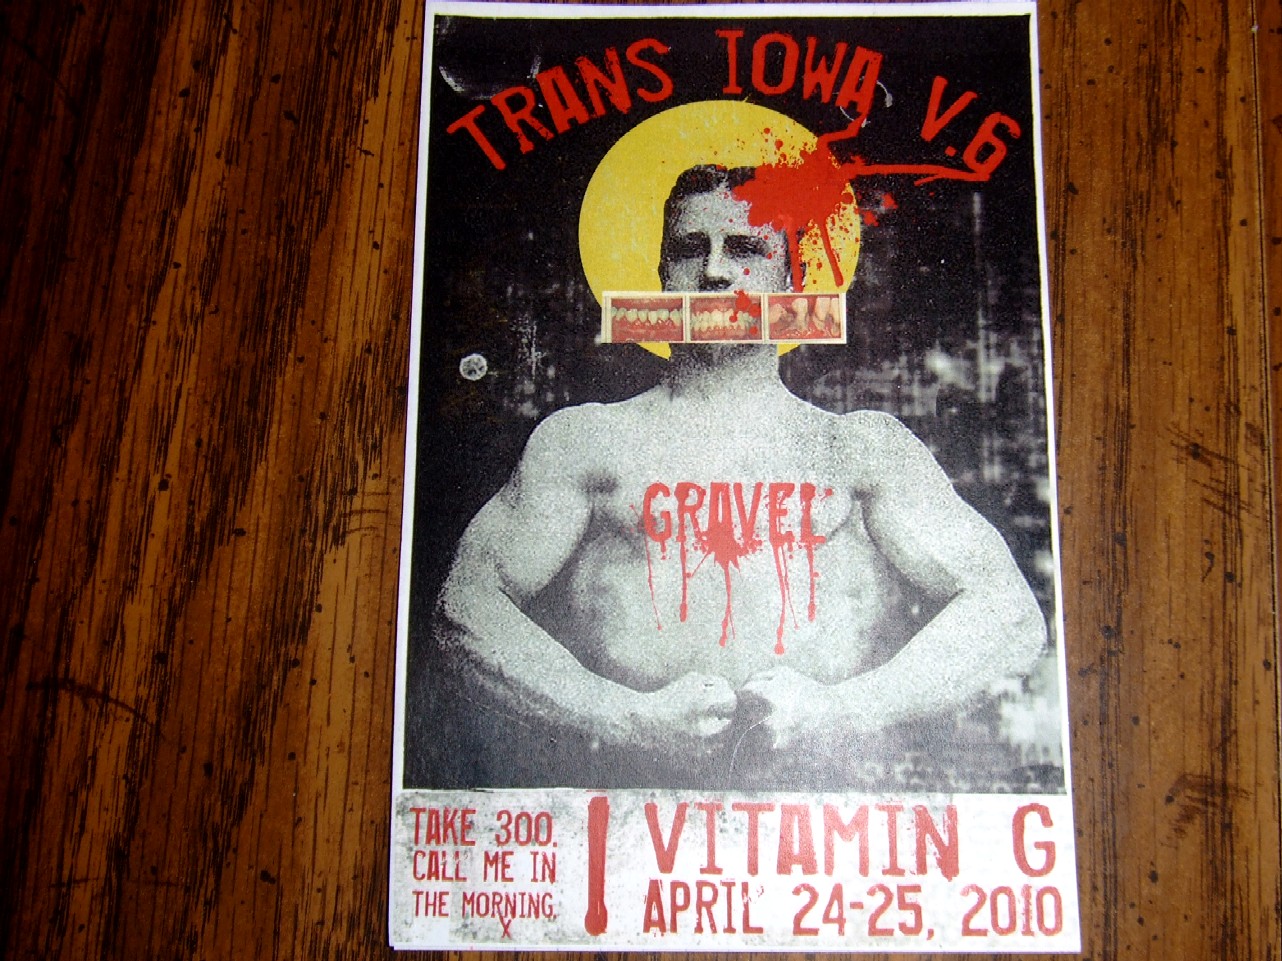 TRANS IOWA V.6
GRAVEL
TAKE 300.
CALL ME IN
THE MORNING.
X
VITAMIN G
APRIL 24-25, 2010